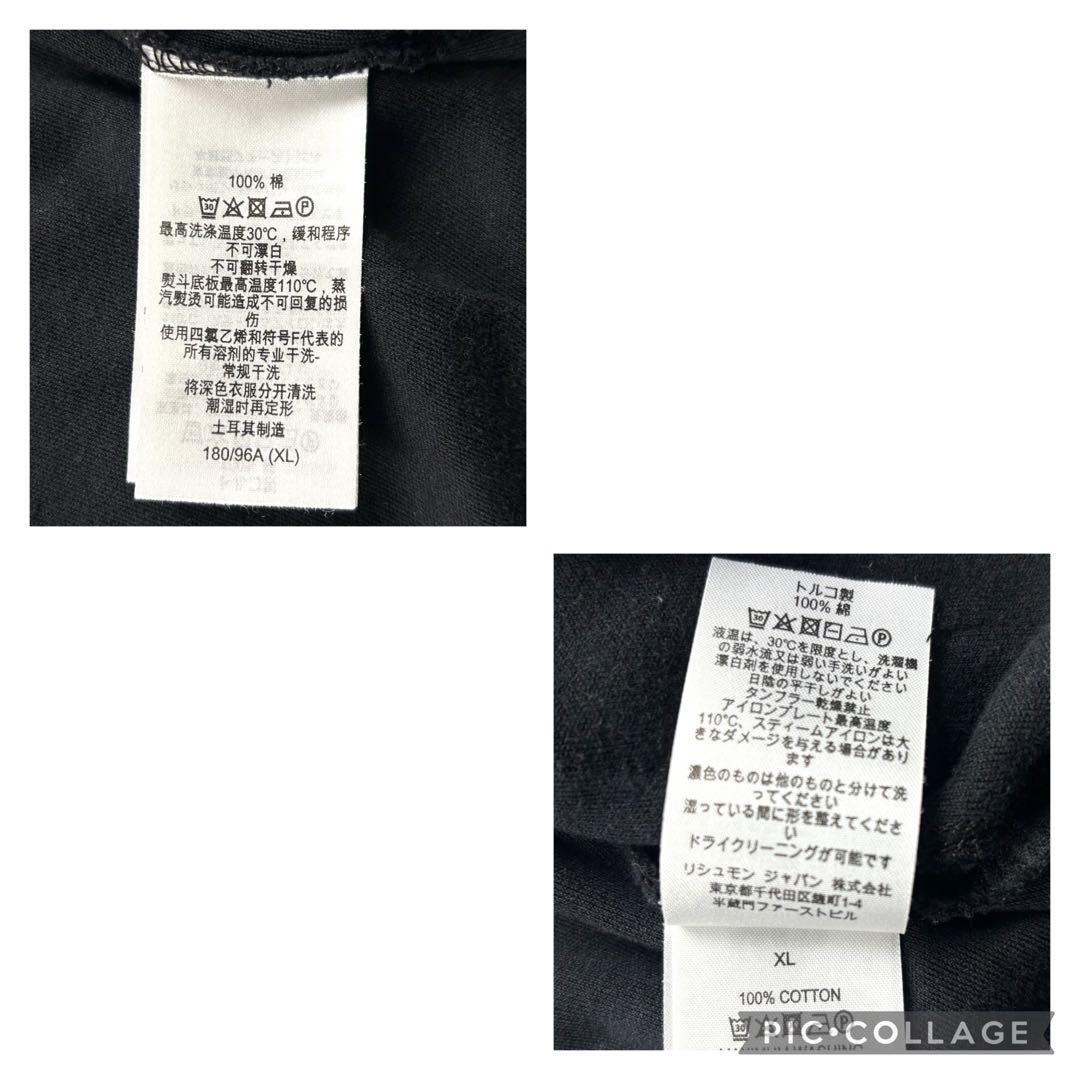 100% 棉
30 P
最高洗涤温度30℃，缓和程序
不可漂白
不可翻转干燥
熨斗底板最高温度110℃，蒸
汽熨烫可能造成不可回复的损
伤
使用四氯乙烯和符号F代表的
所有溶剂的专业干洗-
常规干洗
将深色衣服分开清洗
潮湿时再定形
土耳其制造
180/96A (XL)
トルコ製
100% 綿
30 P
液温は、30℃を限度とし、洗濯機
の弱水流又は弱い手洗いがよい
漂白剤を使用しないでください
日陰の平干しがよい
タンブラー乾燥禁止
アイロンプレート最高温度
110℃、スティームアイロンは大
きなダメージを与える場合があり
ます
濃色のものは他のものと分けて洗
ってください
湿っている間に形を整えてくださ
い
ドライクリーニングが可能です
リシュモン ジャパン 株式会社
東京都千代田区麹町1-4
半蔵門ファーストビル
XL
100% COTTON
30 P
MAXIMUM WASHING
PIC•COLLAGE